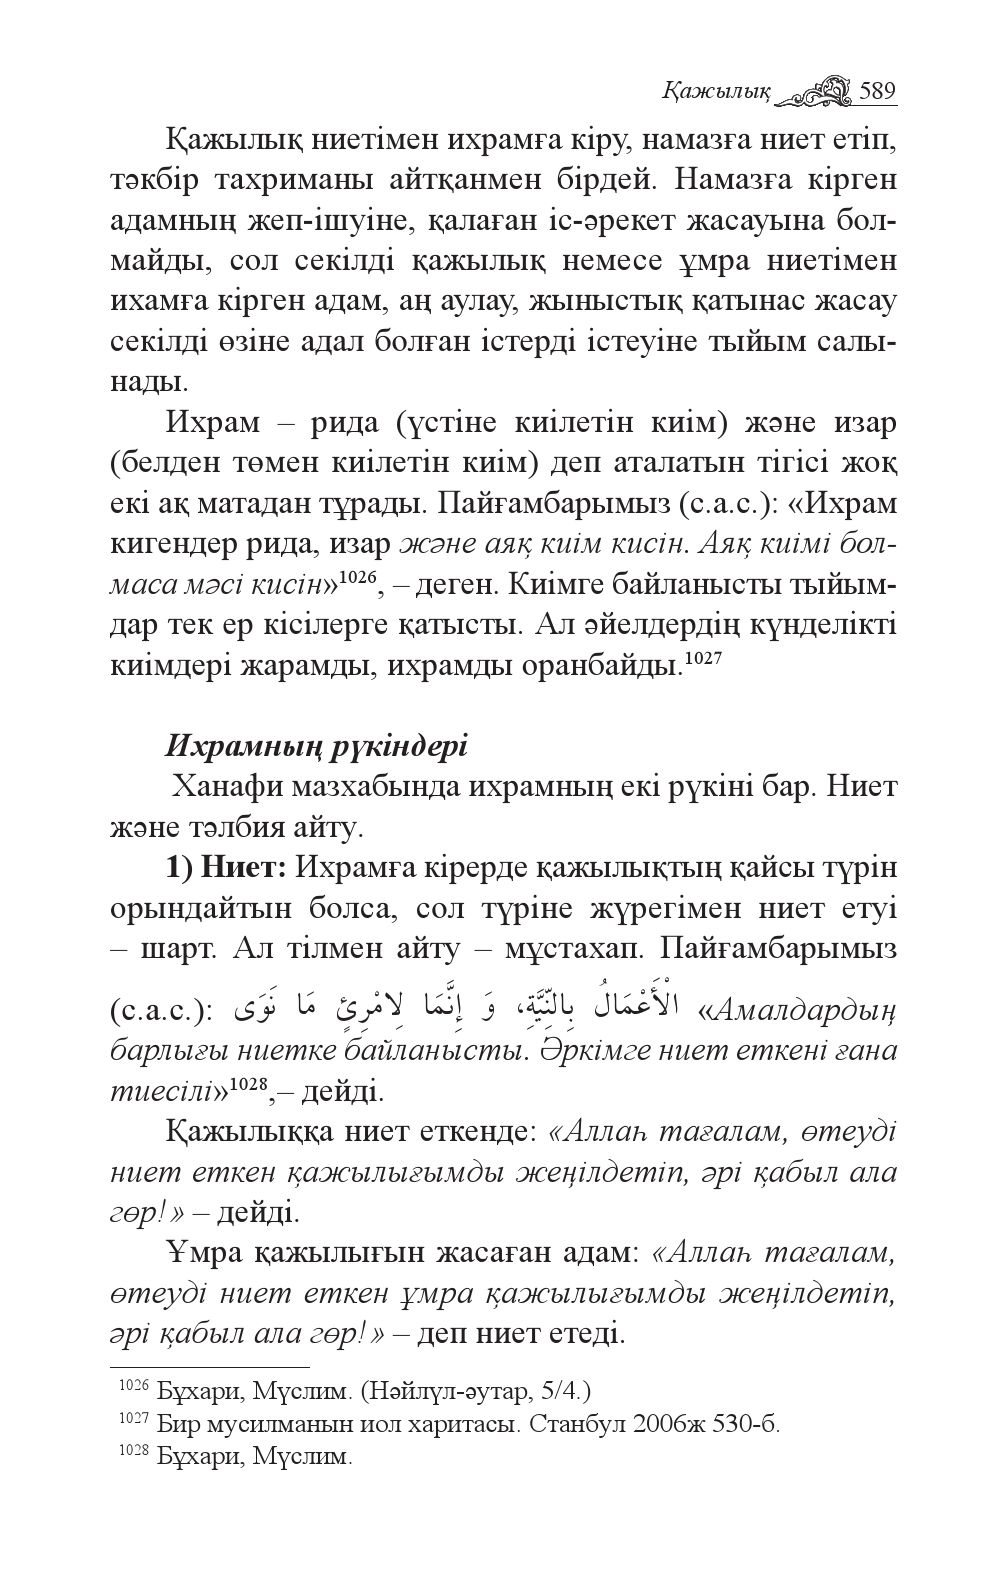 Қажылық 589
Қажылық ниетімен ихрамға кіру, намазға ниет етіп,
тәкбір тахриманы айтқанмен бірдей. Намазға кірген
адамның жеп-ішуіне, қалаған іс-әрекет жасауына бол-
майды, сол секілді қажылық немесе ұмра ниетімен
ихамға кірген адам, аң аулау, жыныстық қатынас жасау
секілді өзіне адал болған істерді істеуіне тыйым салы-
нады.
Ихрам – рида (үстіне киілетін киім) және изар
(белден төмен киілетін киім) деп аталатын тігісі жоқ
екі ақ матадан тұрады. Пайғамбарымыз (с.а.с.): «Ихрам
кигендер рида, изар және аяқ киім кисін. Аяқ киімі бол-
маса мәсі кисін»1026, – деген. Киімге байланысты тыйым-
дар тек ер кісілерге қатысты. Ал әйелдердің күнделікті
киімдері жарамды, ихрамды оранбайды.1027
Ихрамның рүкіндері
Ханафи мазхабында ихрамның екі рүкіні бар. Ниет
және тәлбия айту.
1) Ниет: Ихрамға кірерде қажылықтың қайсы түрін
орындайтын болса, сол түріне жүрегімен ниет етуі
– шарт. Ал тілмен айту – мұстахап. Пайғамбарымыз
(с.а.с.): الْأَعْمَالُ بِالنِّيَّةِ، وَ إِنَّمَا لِامْرِئٍ مَا نَوَى «Амалдардың
барлығы ниетке байланысты. Әркімге ниет еткені ғана
тиесілі»1028,– дейді.
Қажылыққа ниет еткенде: «Аллаһ тағалам, өтеуді
ниет еткен қажылығымды жеңілдетіп, әрі қабыл ала
гөр!» – дейді.
Ұмра қажылығын жасаған адам: «Аллаһ тағалам,
өтеуді ниет еткен ұмра қажылығымды жеңілдетіп,
әрі қабыл ала гөр!» – деп ниет етеді.
1026 Бұхари, Мүслим. (Нәйлүл-әутар, 5/4.)
1027 Бир мусилманын иол харитасы. Станбул 2006ж 530-б.
1028 Бұхари, Мүслим.